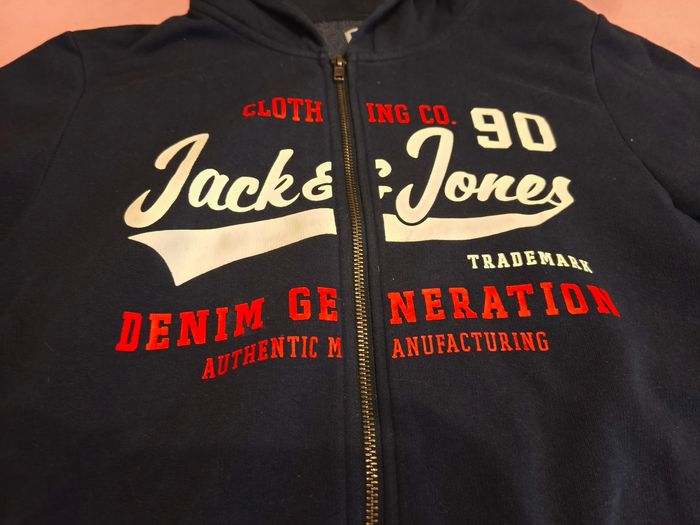 CLOTHING CO. 90
Jack & Jones
TRADEMARK
DENIM GENERATION
AUTHENTIC MANUFACTURING